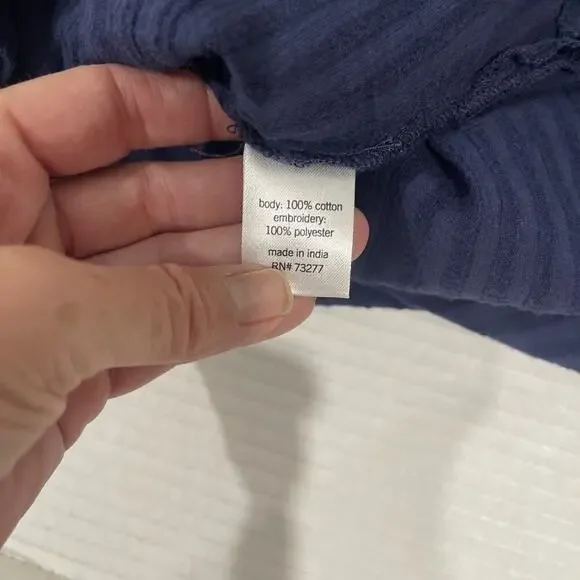 body: 100% cotton
embroidery:
100% polyester
made in india
RN# 73277